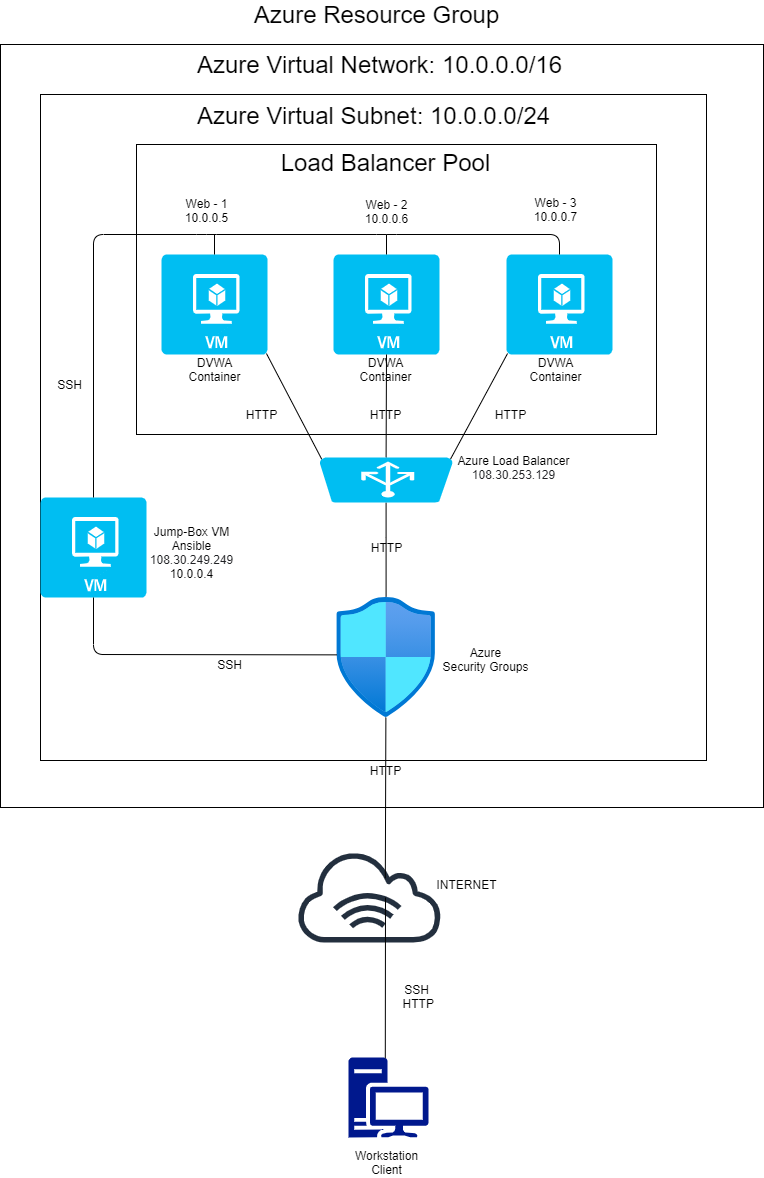 Azure Resource Group
Azure Virtual Network: 10.0.0.0/16
Azure Virtual Subnet: 10.0.0.0/24
Load Balancer Pool
Web - 1
10.0.0.5
Web - 2
10.0.0.6
Web - 3
10.0.0.7
VM
VM
VM
DVWA
Container
DVWA
Container
DVWA
Container
SSH
HTTP
HTTP
HTTP
Azure Load Balancer
108.30.253.129
Jump-Box VM
Ansible
108.30.249.249
10.0.0.4
VM
HTTP
SSH
Azure
Security Groups
HTTP
INTERNET
SSH
HTTP
Workstation
Client